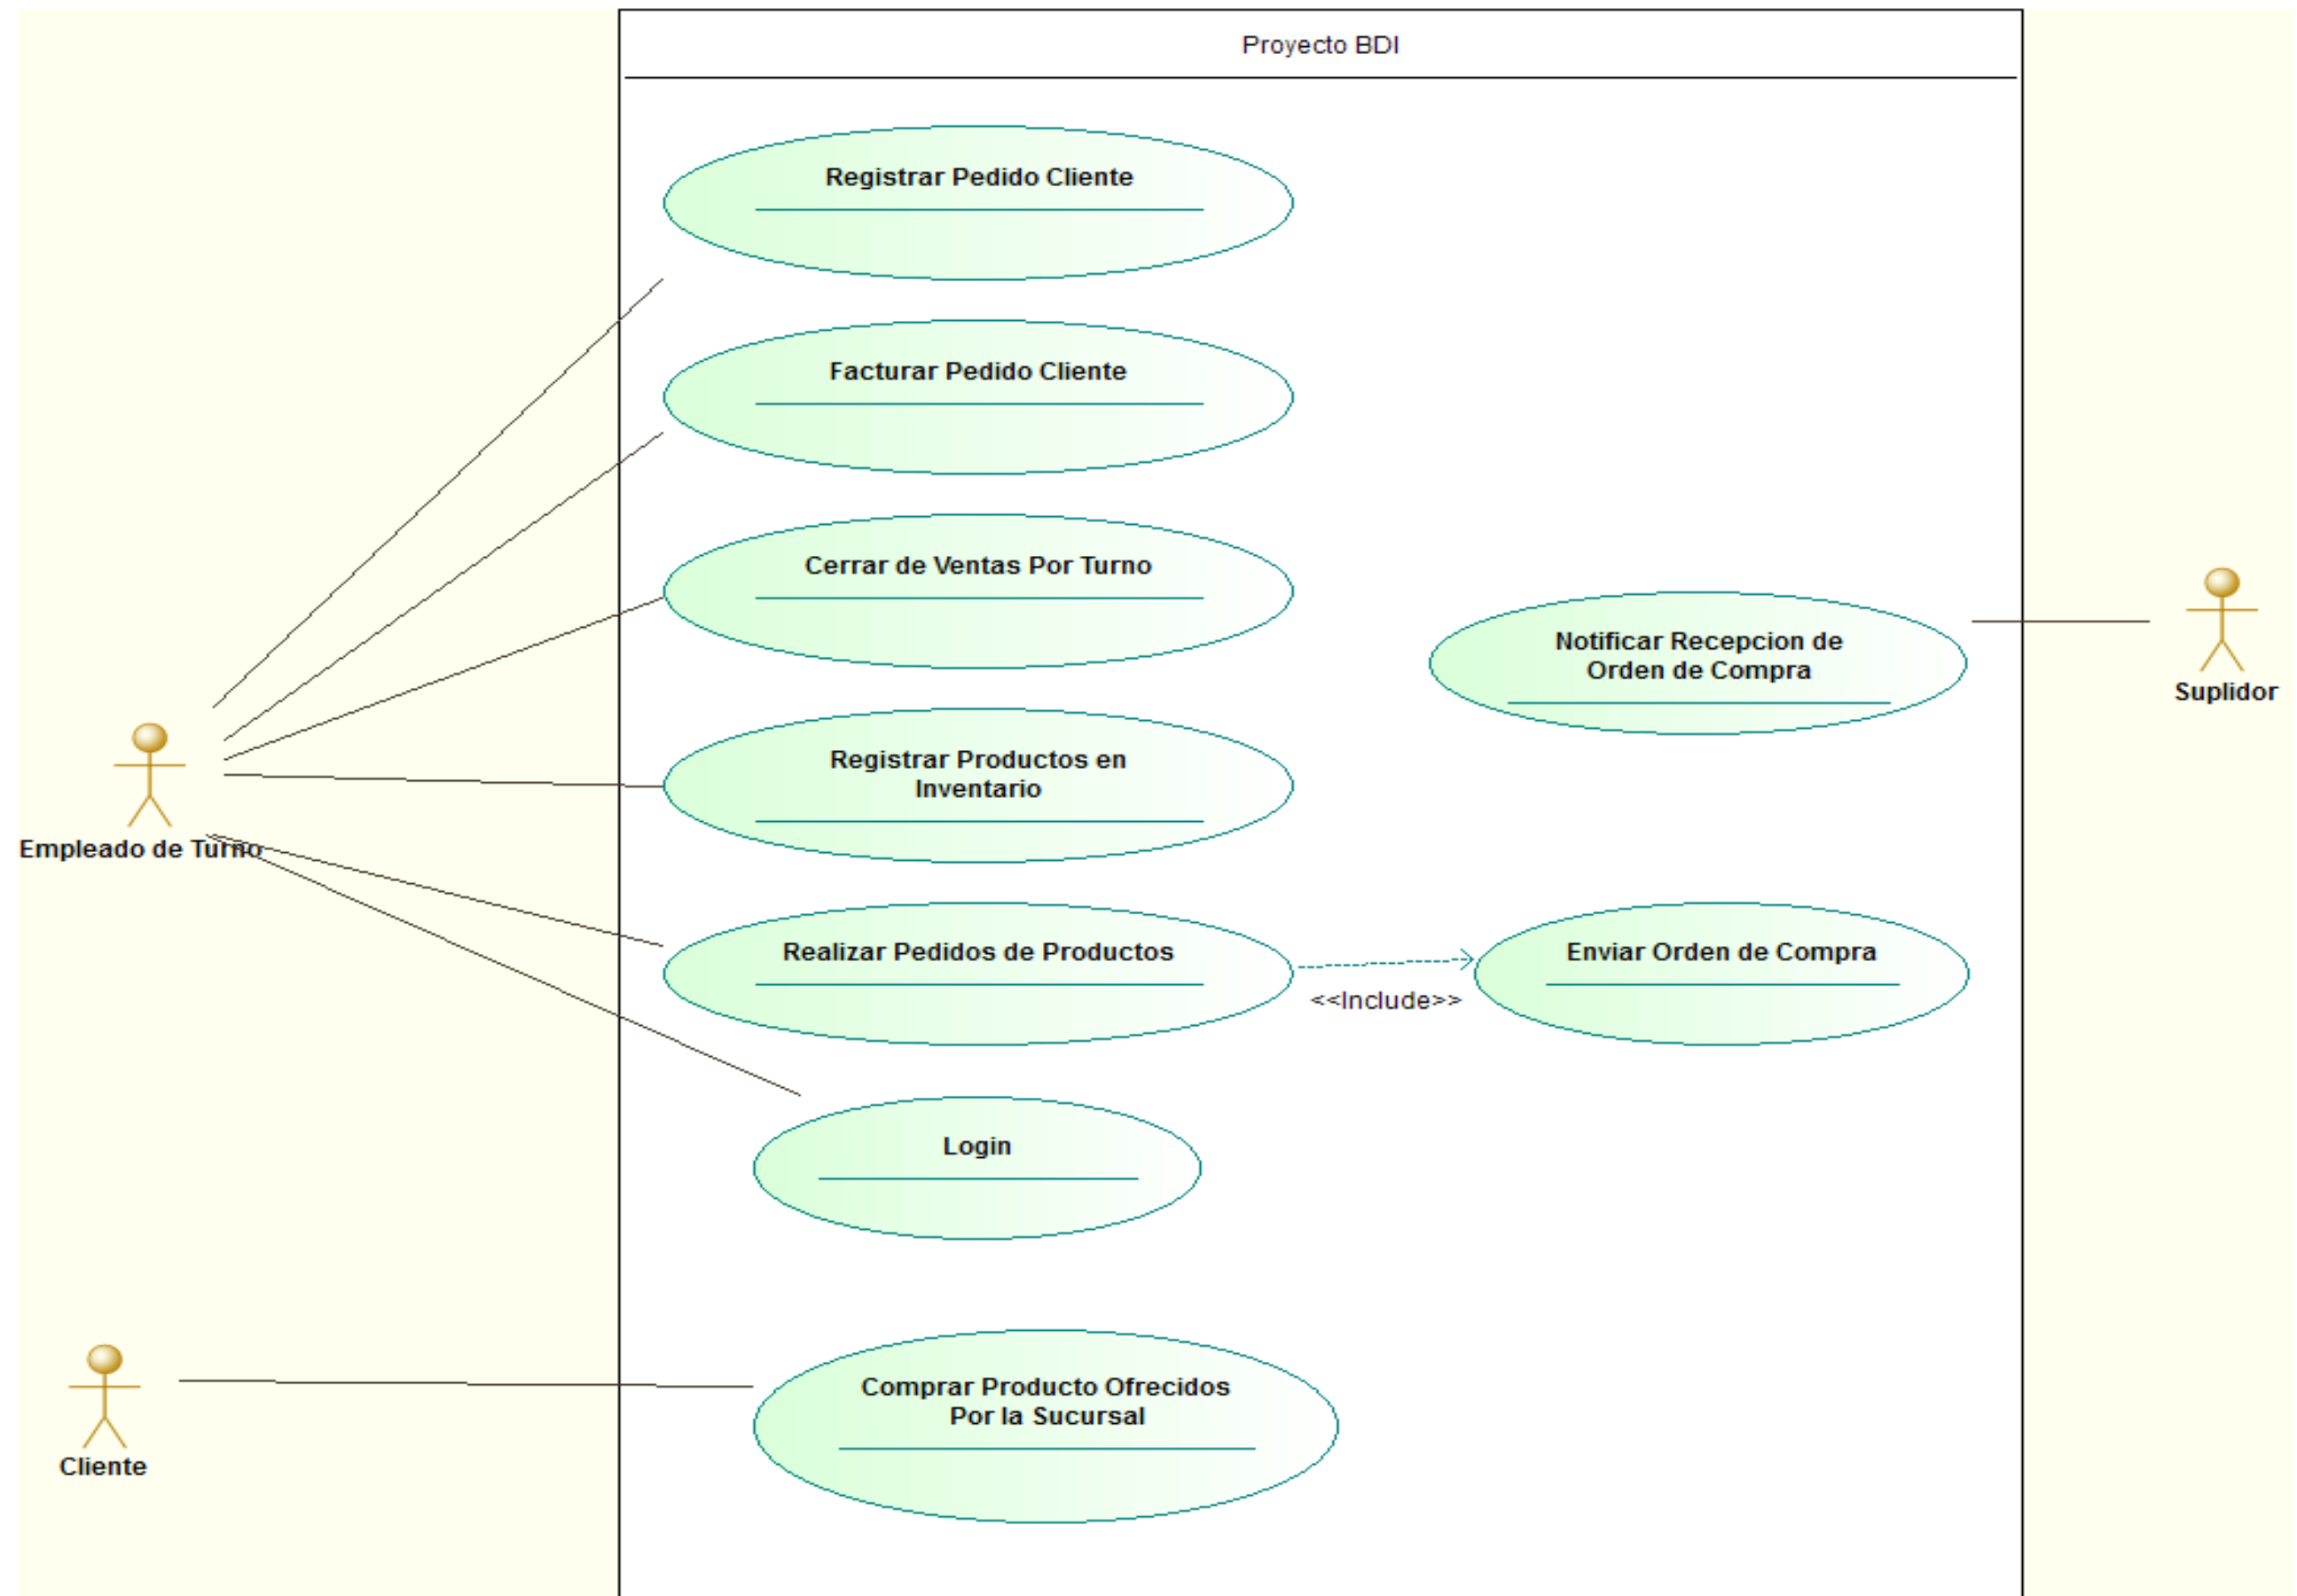 Proyecto BDI
Registrar Pedido Cliente
Facturar Pedido Cliente
Cerrar de Ventas Por Turno
Notificar Recepcion de
Orden de Compra
Suplidor
Registrar Productos en
Inventario
Empleado de Turno
Realizar Pedidos de Productos
<<Include>>
Enviar Orden de Compra
Login
Comprar Producto Ofrecidos
Por la Sucursal
Cliente